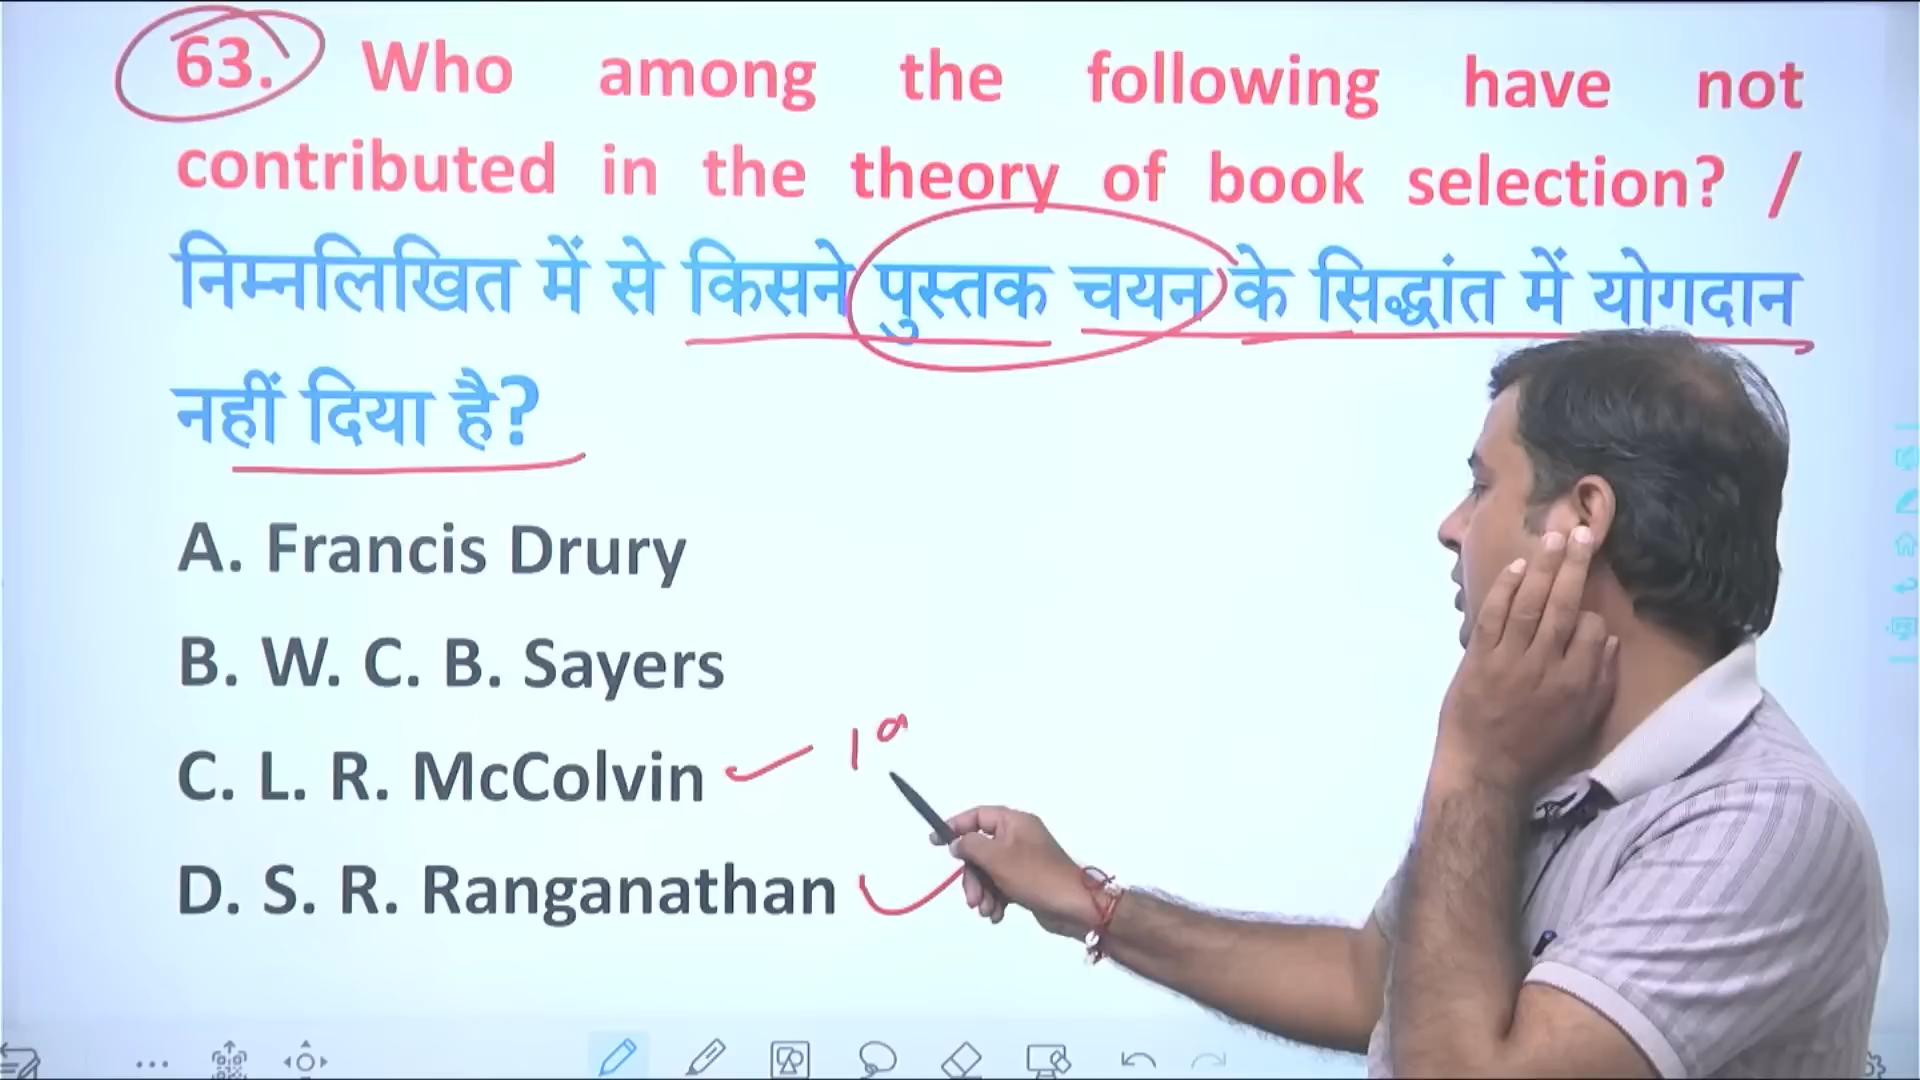 63. Who among the following have not
contributed in the theory of book selection? /
निम्नलिखित में से किसने पुस्तक चयन के सिद्धांत में योगदान
नहीं दिया है?
A. Francis Drury
B. W. C. B. Sayers
C. L. R. McColvin
D. S. R. Ranganathan